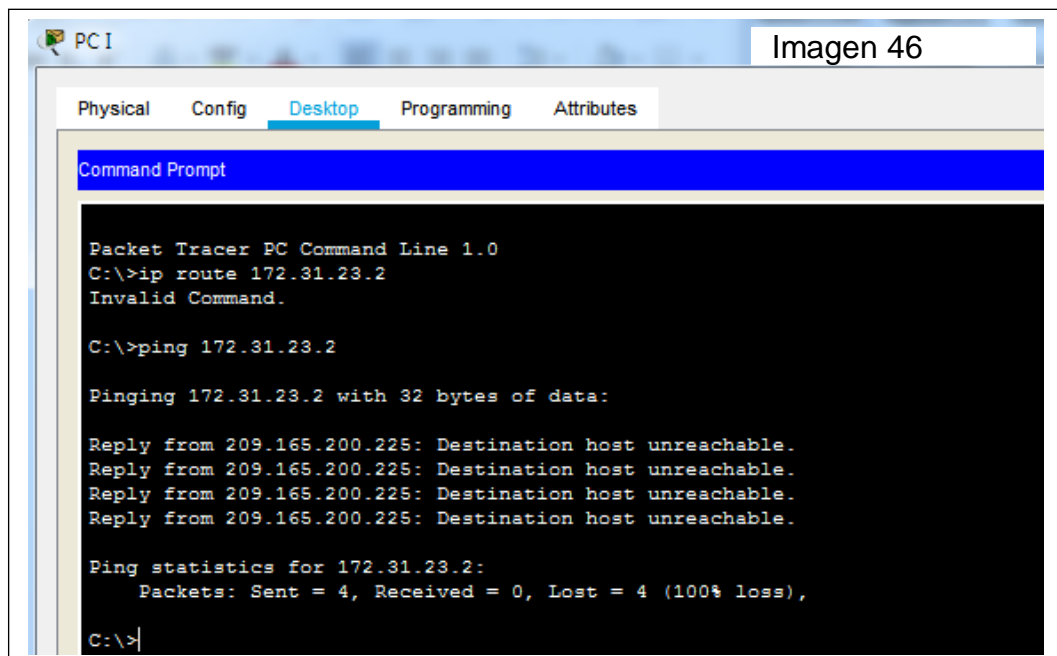 PC I
Imagen 46
Physical Config Desktop Programming Attributes
Command Prompt
Packet Tracer PC Command Line 1.0
C:\>ip route 172.31.23.2
Invalid Command.
C:\>ping 172.31.23.2
Pinging 172.31.23.2 with 32 bytes of data:
Reply from 209.165.200.225: Destination host unreachable.
Reply from 209.165.200.225: Destination host unreachable.
Reply from 209.165.200.225: Destination host unreachable.
Reply from 209.165.200.225: Destination host unreachable.
Ping statistics for 172.31.23.2:
Packets: Sent = 4, Received = 0, Lost = 4 (100% loss),
C:\>